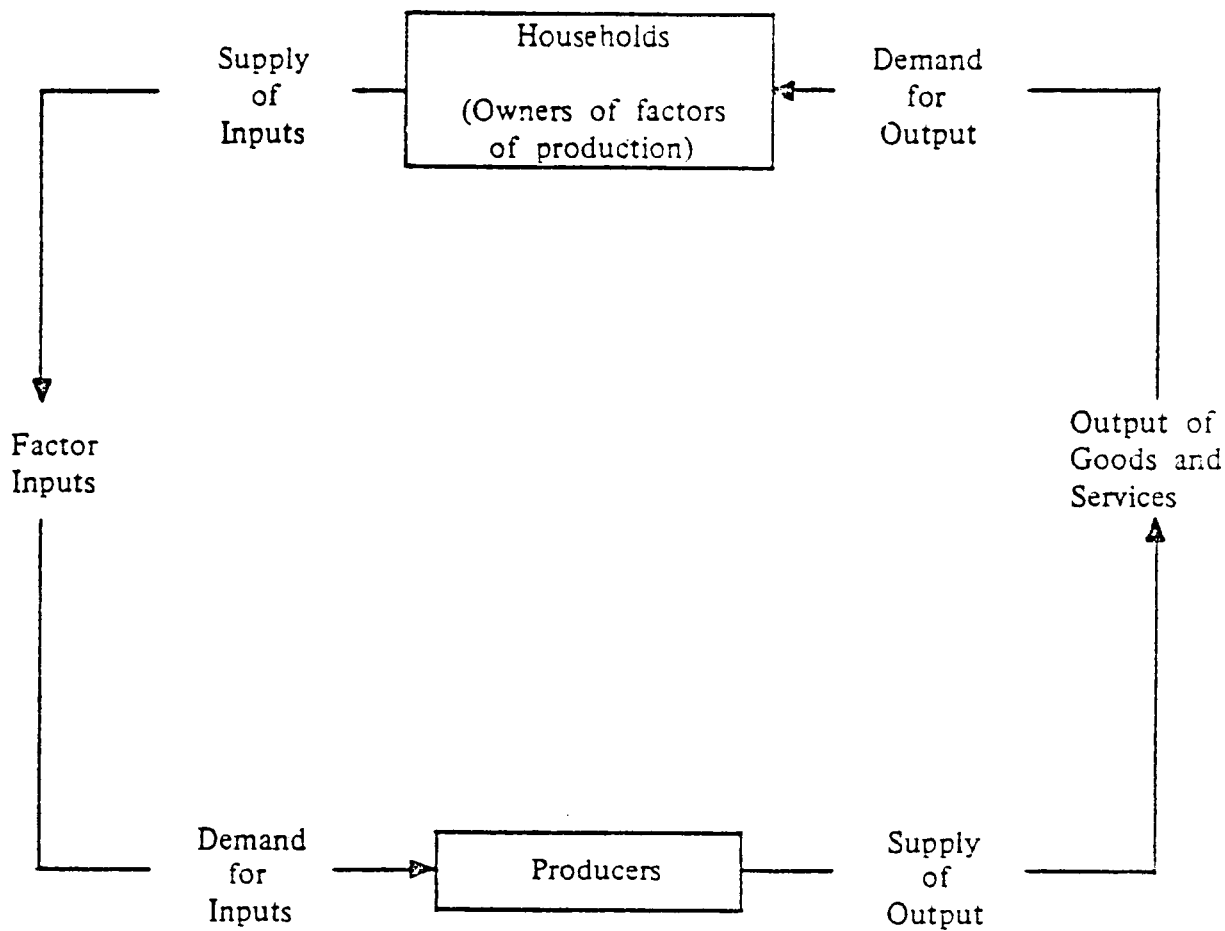 Households
(Owners of factors
of production)
Supply
of
Inputs
Demand
for
Output
Factor
Inputs
Output of
Goods and
Services
Demand
for
Inputs
Producers
Supply
of
Output